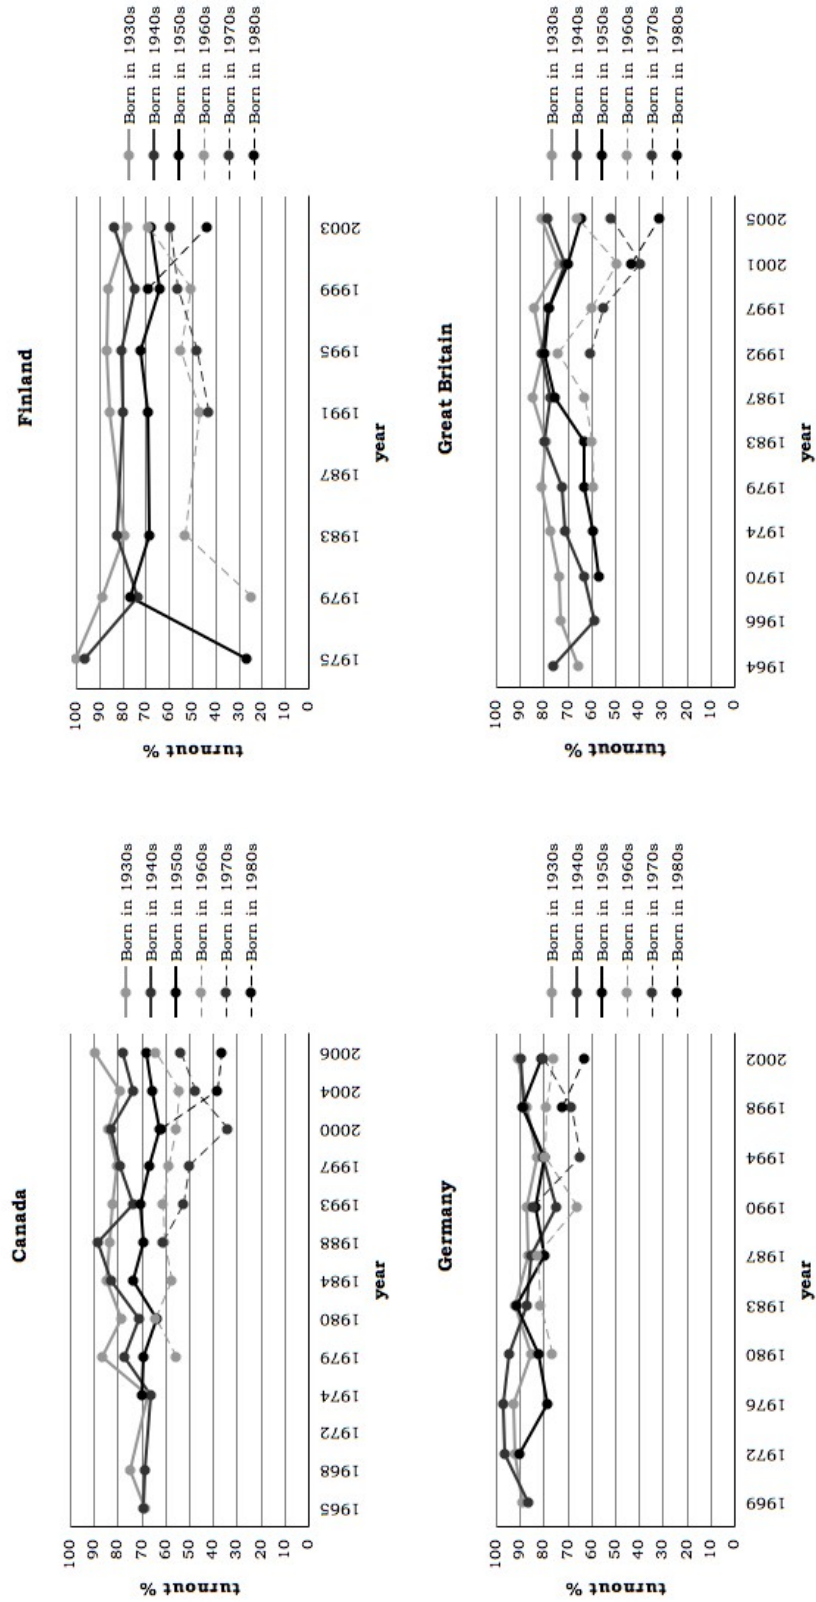 Canada
turnout %
100
90
80
70
60
50
40
30
20
10
0
1965
1968
1972
1974
1979
1980
1984
1988
1993
1997
2000
2004
2006
year
Born in 1930s
Born in 1940s
Born in 1950s
Born in 1960s
Born in 1970s
Born in 1980s
Finland
turnout %
100
90
80
70
60
50
40
30
20
10
0
1975
1979
1983
1987
1991
1995
1999
2003
year
Born in 1930s
Born in 1940s
Born in 1950s
Born in 1960s
Born in 1970s
Born in 1980s
Germany
turnout %
100
90
80
70
60
50
40
30
20
10
0
1969
1972
1976
1980
1983
1987
1990
1994
1998
2002
year
Born in 1930s
Born in 1940s
Born in 1950s
Born in 1960s
Born in 1970s
Born in 1980s
Great Britain
turnout %
100
90
80
70
60
50
40
30
20
10
0
1964
1966
1970
1974
1979
1983
1987
1992
1997
2001
2005
year
Born in 1930s
Born in 1940s
Born in 1950s
Born in 1960s
Born in 1970s
Born in 1980s